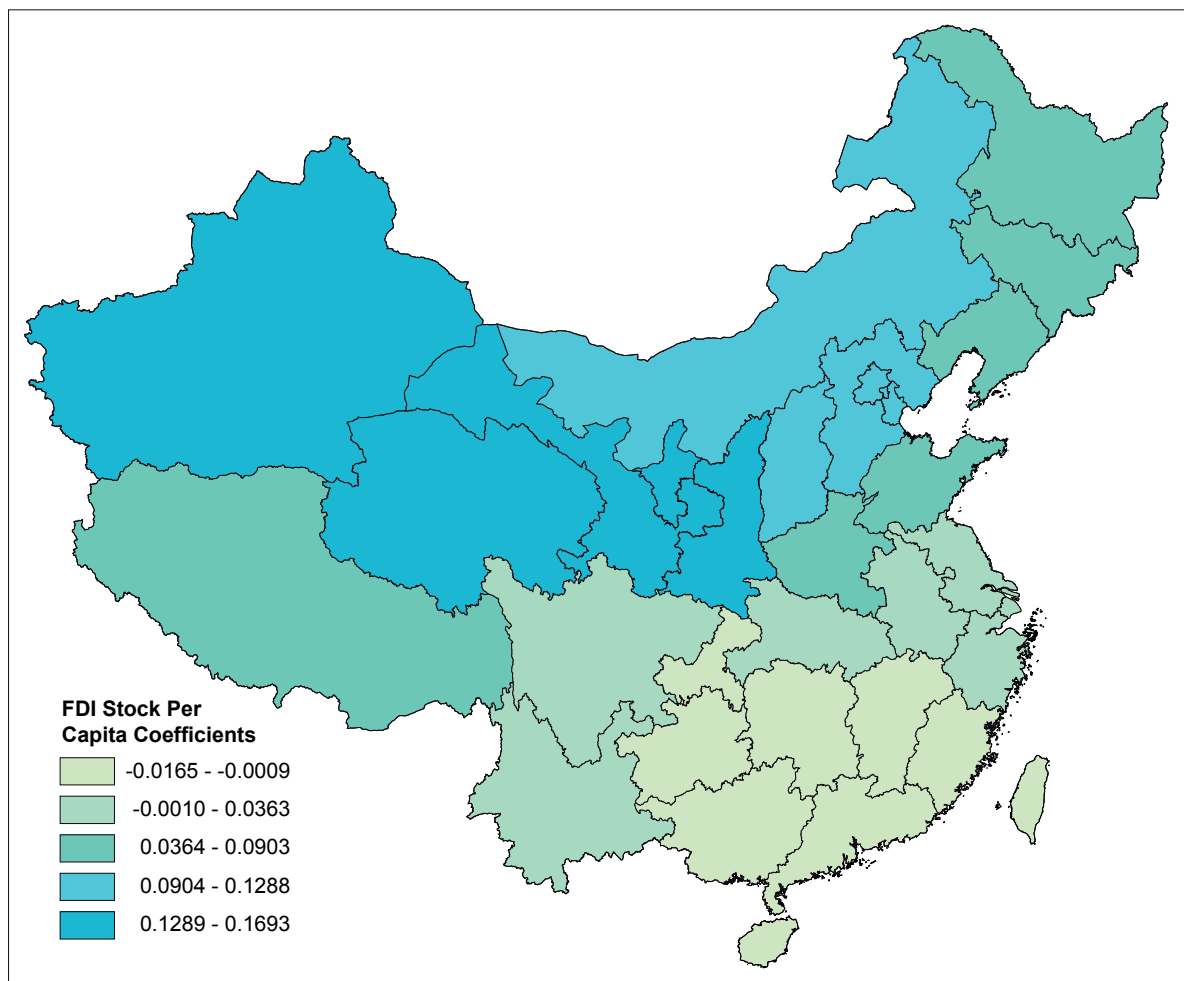 FDI Stock Per
Capita Coefficients
-0.0165 - -0.0009
-0.0010 - 0.0363
0.0364 - 0.0903
0.0904 - 0.1288
0.1289 - 0.1693